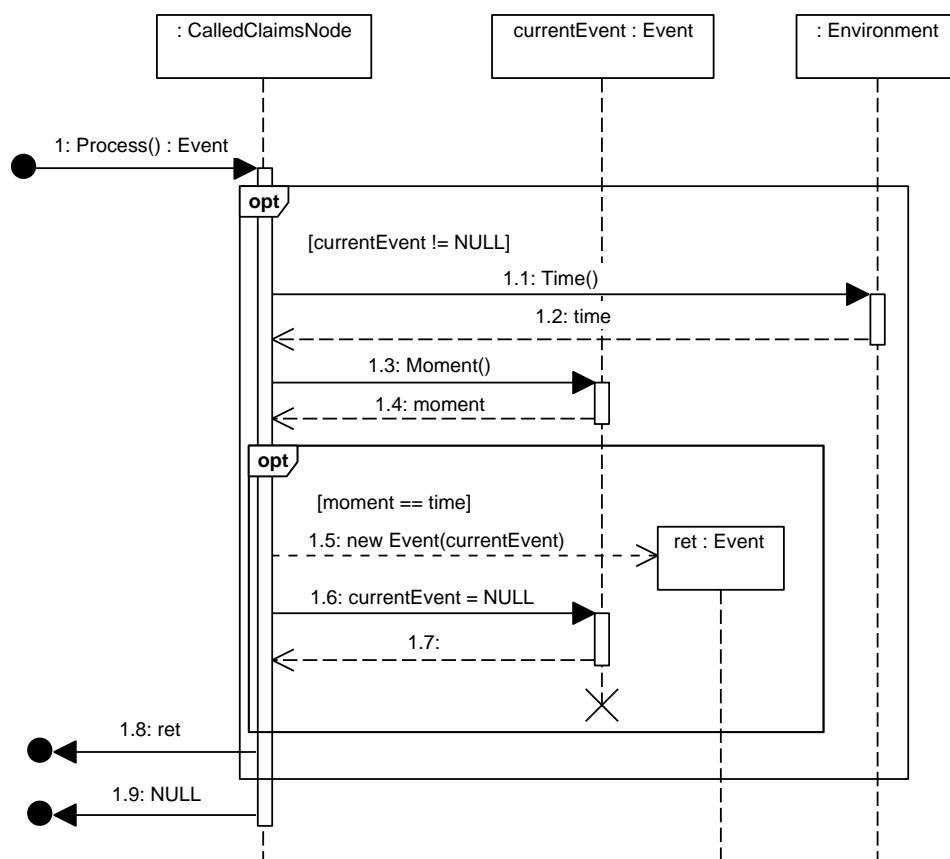 : CalledClaimsNode
currentEvent : Event
: Environment
1: Process() : Event
opt
[currentEvent != NULL]
1.1: Time()
1.2: time
1.3: Moment()
1.4: moment
opt
[moment == time]
1.5: new Event(currentEvent)
ret : Event
1.6: currentEvent = NULL
1.7:
1.8: ret
1.9: NULL